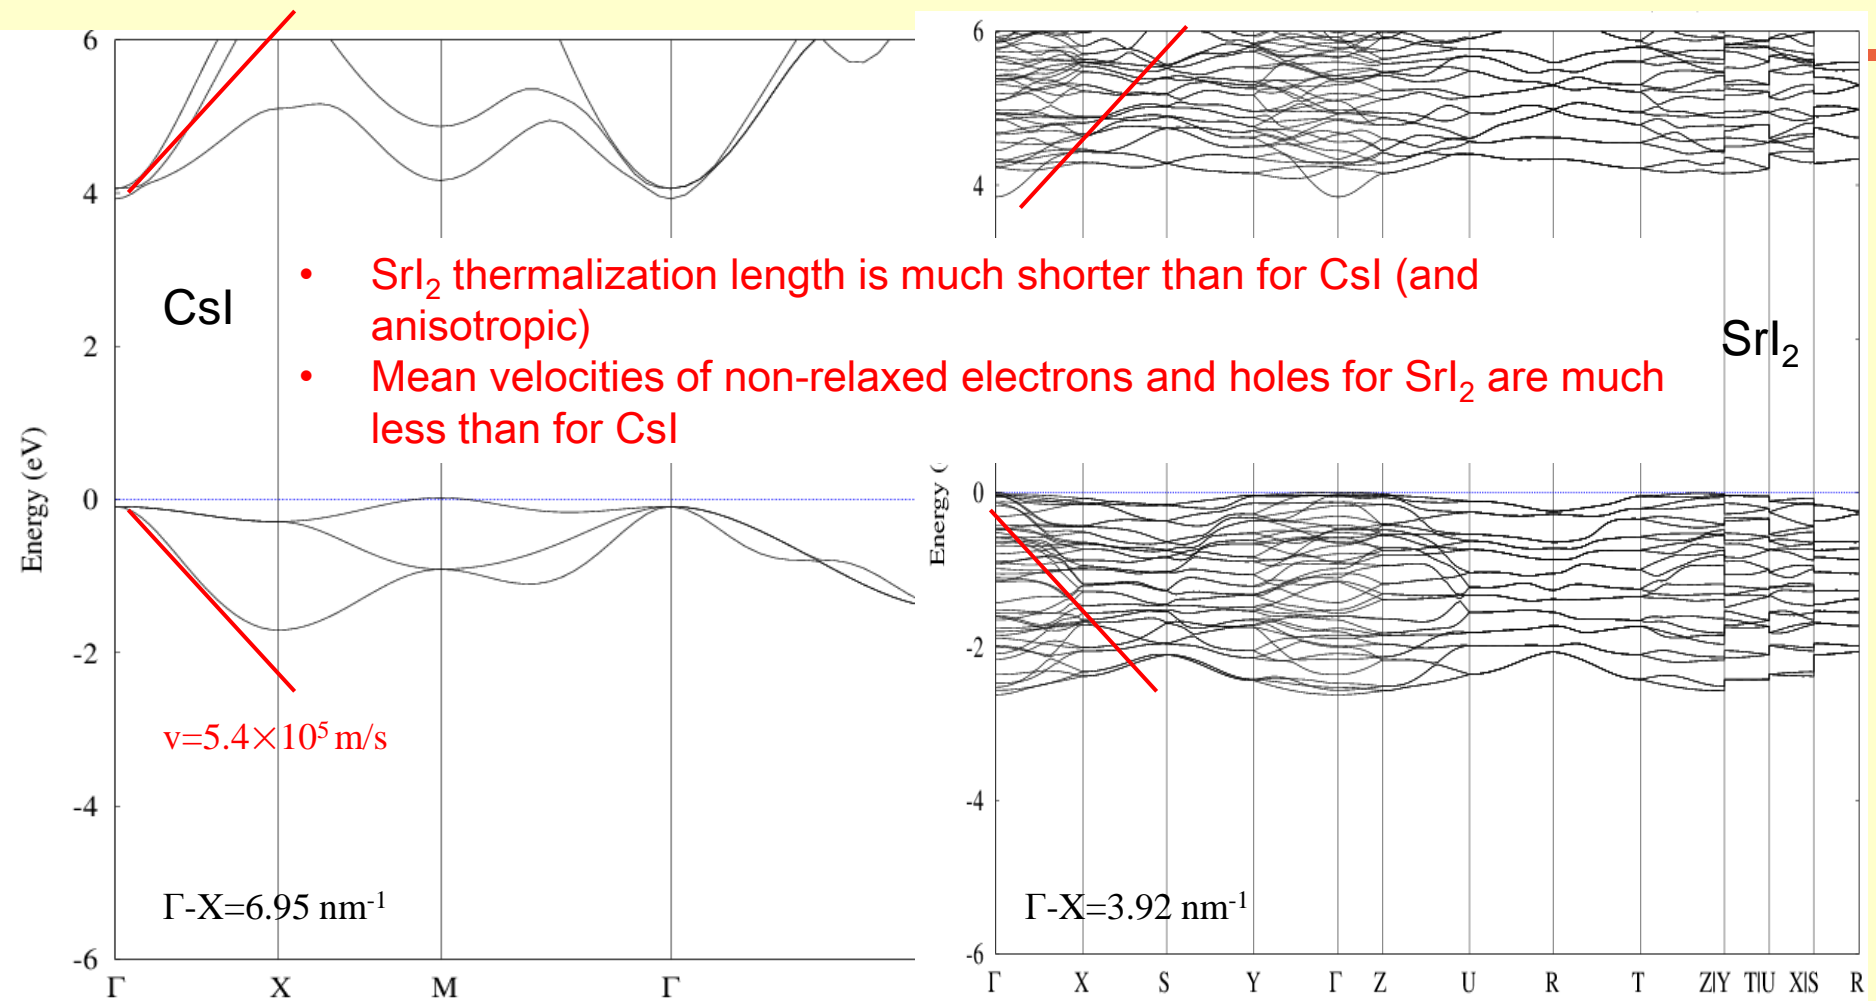 6
4
2
0
-2
-4
-6
Energy (eV)
Γ X M Γ
CsI
• SrI₂ thermalization length is much shorter than for CsI (and
anisotropic)
• Mean velocities of non-relaxed electrons and holes for SrI₂ are much
less than for CsI
v=5.4×10⁵ m/s
Γ-X=6.95 nm⁻¹
6
4
0
-2
-4
-6
Energy (
Γ X S Y Γ Z U R T Z|Y T|U X|S R
SrI₂
Γ-X=3.92 nm⁻¹